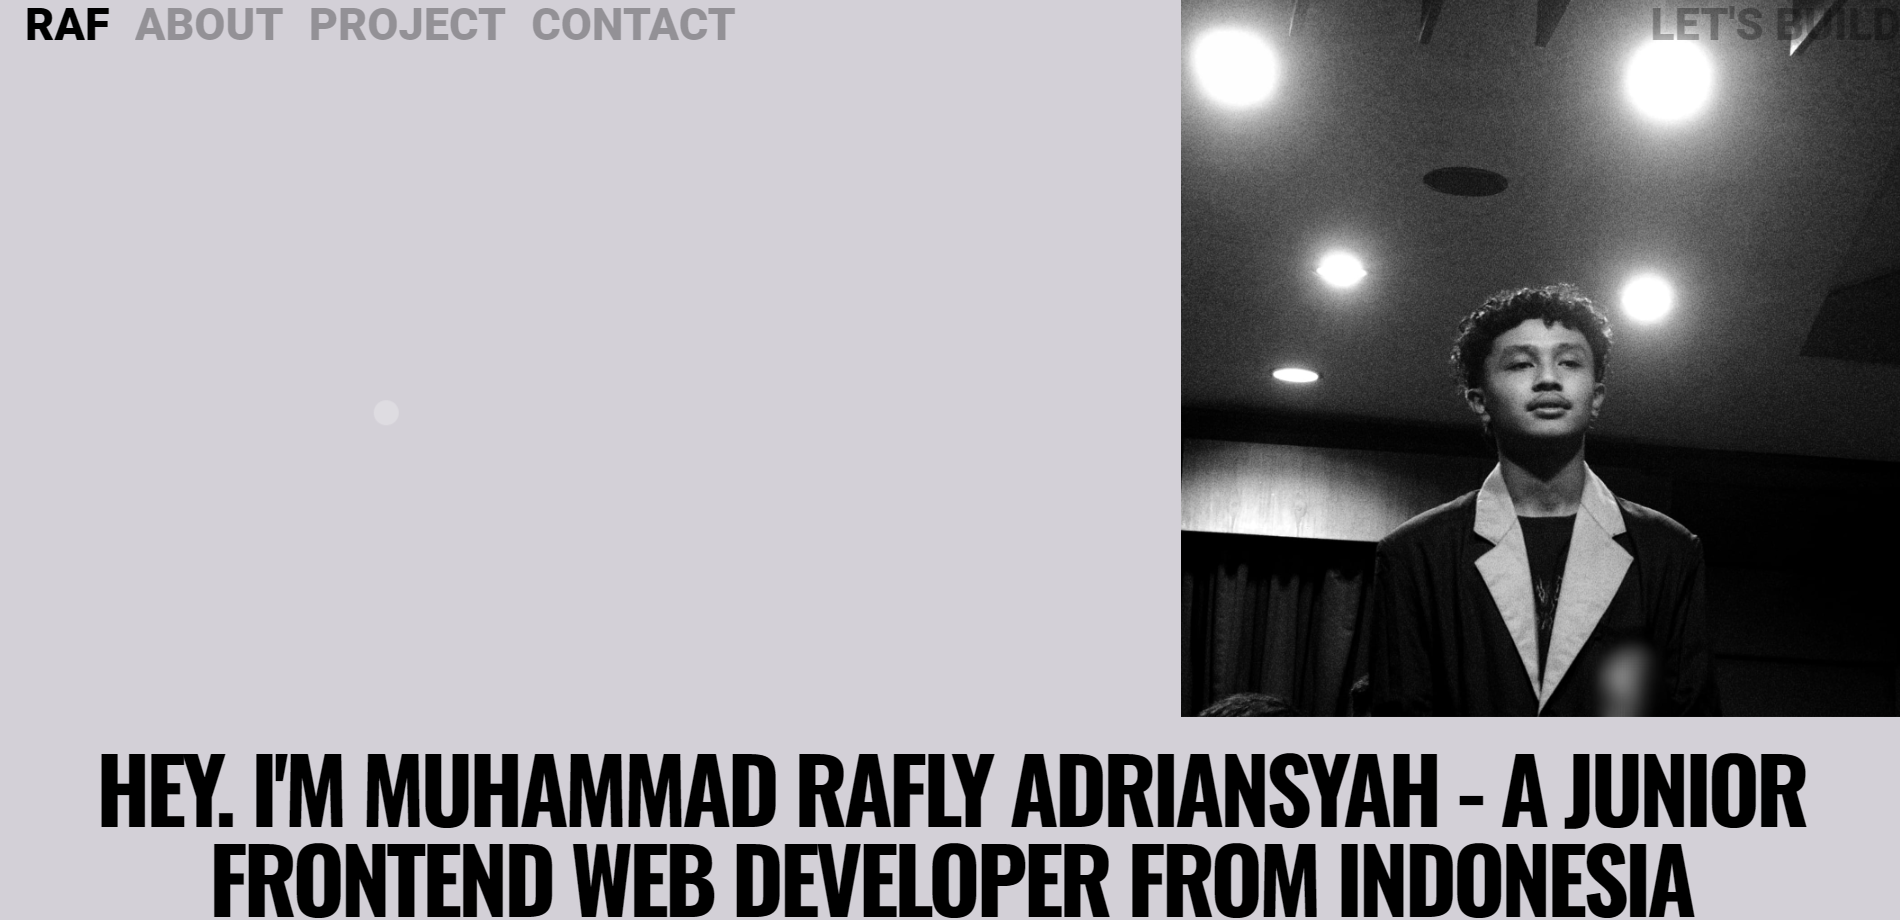 RAF ABOUT PROJECT CONTACT LET'S BUILD
HEY. I'M MUHAMMAD RAFLY ADRIANSYAH - A JUNIOR
FRONTEND WEB DEVELOPER FROM INDONESIA